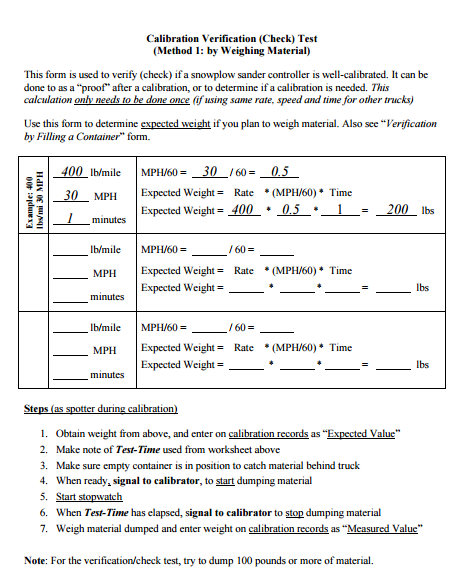 Calibration Verification (Check) Test
(Method 1: by Weighing Material)
This form is used to verify (check) if a snowplow sander controller is well-calibrated. It can be
done to as a “proof” after a calibration, or to determine if a calibration is needed. This
calculation only needs to be done once (if using same rate, speed and time for other trucks)
Use this form to determine expected weight if you plan to weigh material. Also see “Verification
by Filling a Container” form.
Example: 400
lbs/mi 30 MPH
400 lb/mile
30 MPH
1 minutes
MPH/60 = 30 / 60 = 0.5
Expected Weight = Rate * (MPH/60) * Time
Expected Weight = 400 * 0.5 * 1 = 200 lbs
____ lb/mile
____ MPH
____ minutes
MPH/60 = ____ / 60 = ____
Expected Weight = Rate * (MPH/60) * Time
Expected Weight = ____ * ____ * ____ = ____ lbs
____ lb/mile
____ MPH
____ minutes
MPH/60 = ____ / 60 = ____
Expected Weight = Rate * (MPH/60) * Time
Expected Weight = ____ * ____ * ____ = ____ lbs
Steps (as spotter during calibration)
1. Obtain weight from above, and enter on calibration records as “Expected Value”
2. Make note of Test-Time used from worksheet above
3. Make sure empty container is in position to catch material behind truck
4. When ready, signal to calibrator, to start dumping material
5. Start stopwatch
6. When Test-Time has elapsed, signal to calibrator to stop dumping material
7. Weigh material dumped and enter weight on calibration records as “Measured Value”
Note: For the verification/check test, try to dump 100 pounds or more of material.